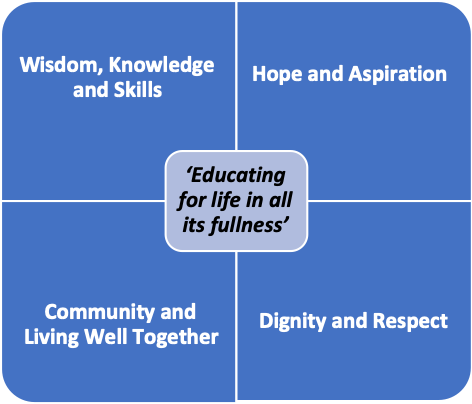 Wisdom, Knowledge
and Skills
Hope and Aspiration
‘Educating
for life in all
its fullness’
Community and
Living Well Together
Dignity and Respect